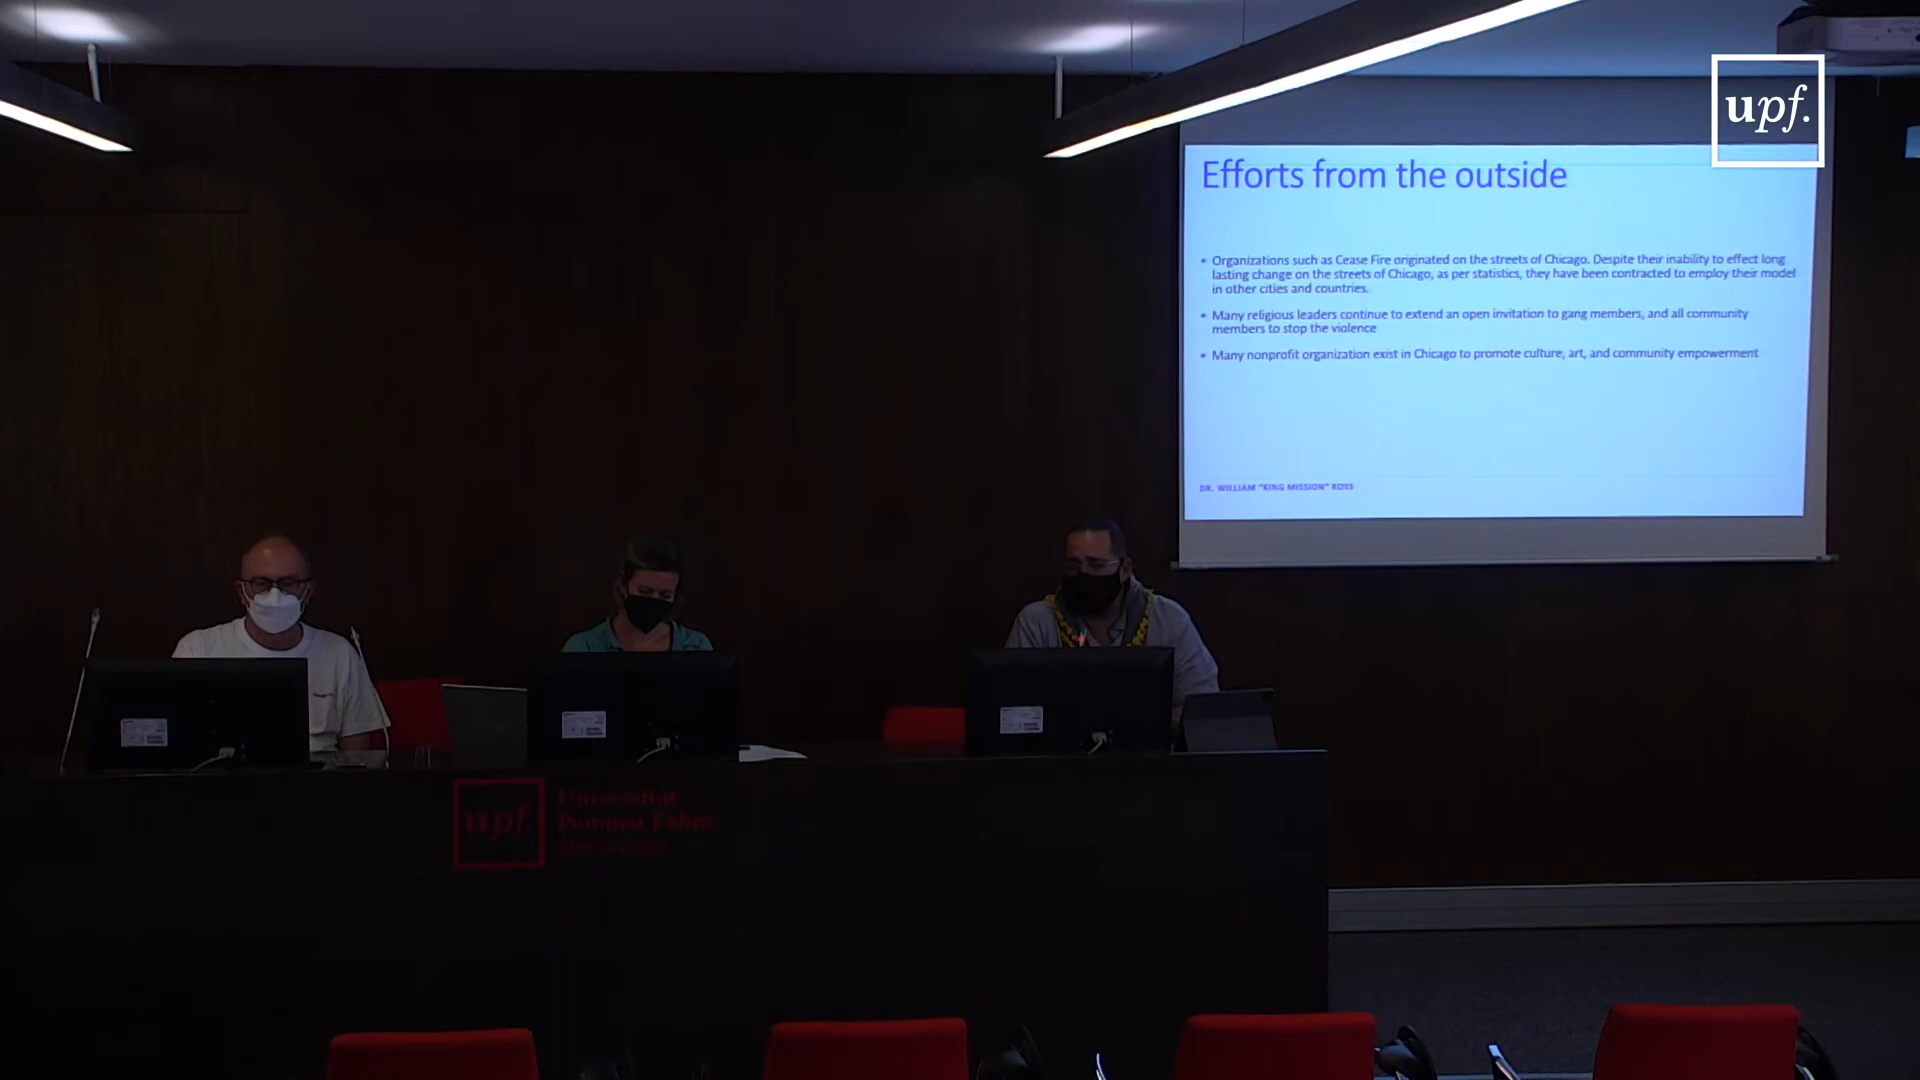 upf.
Efforts from the outside
• Organizations such as Cease Fire originated on the streets of Chicago. Despite their inability to effect long
lasting change on the streets of Chicago, as per statistics, they have been contracted to employ their model
in other cities and countries.
• Many religious leaders continue to extend an open invitation to gang members, and all community
members to stop the violence
• Many nonprofit organization exist in Chicago to promote culture, art, and community empowerment
DR. WILLIAM "KING MISSION" ROSS
upf.
Universitat
Pompeu Fabra